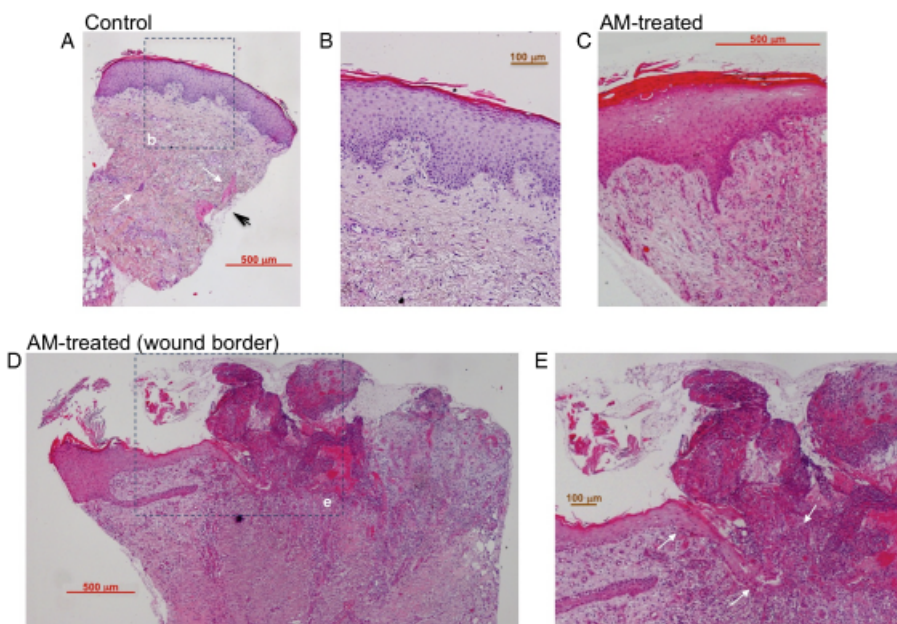 Control
AM-treated
A
B
C
500 μm
100 μm
500 μm
b
AM-treated (wound border)
D
E
500 μm
100 μm
e